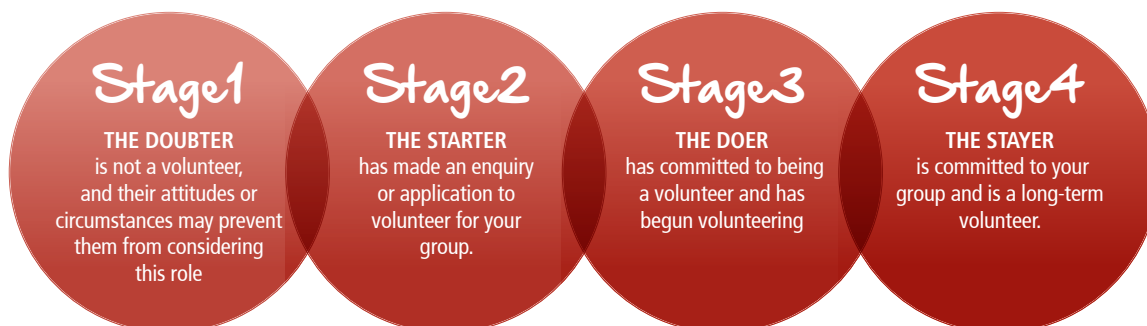 Stage1
THE DOUBTER
is not a volunteer,
and their attitudes or
circumstances may prevent
them from considering
this role
Stage2
THE STARTER
has made an enquiry
or application to
volunteer for your
group.
Stage3
THE DOER
has committed to being
a volunteer and has
begun volunteering
Stage4
THE STAYER
is committed to your
group and is a long-term
volunteer.